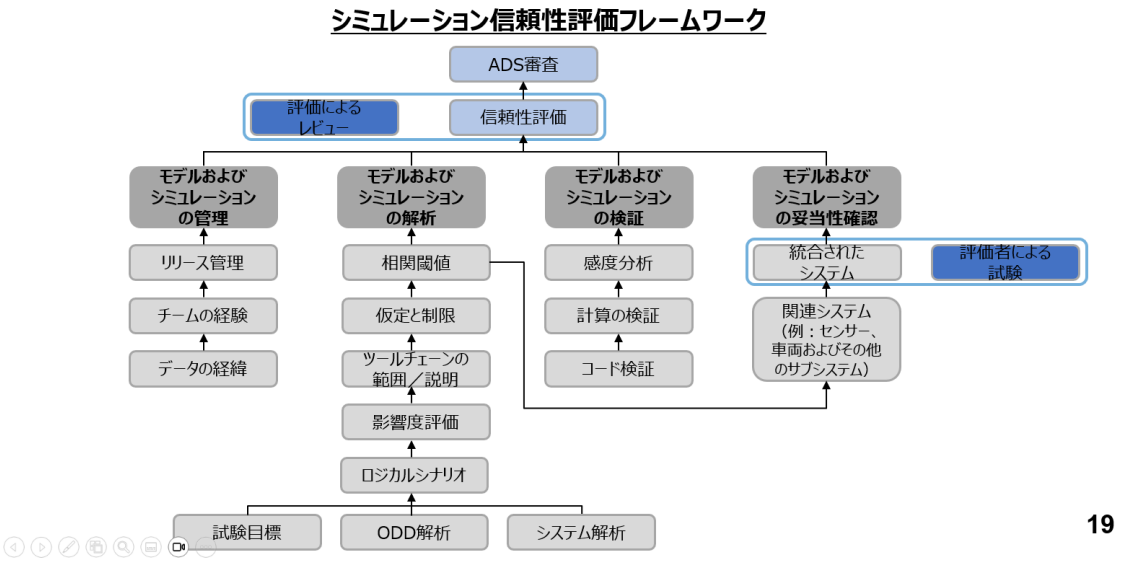 シミュレーション信頼性評価フレームワーク
ADS審査
評価による
レビュー
信頼性評価
モデルおよび
シミュレーション
の管理
モデルおよび
シミュレーション
の解析
モデルおよび
シミュレーション
の検証
モデルおよび
シミュレーション
の妥当性確認
リリース管理
相関閾値
感度分析
統合された
システム
評価者による
試験
チームの経験
仮定と制限
計算の検証
関連システム
（例：センサー、
車両およびその他
のサブシステム）
データの経緯
ツールチェーンの
範囲／説明
コード検証
影響度評価
ロジカルシナリオ
試験目標
ODD解析
システム解析
19